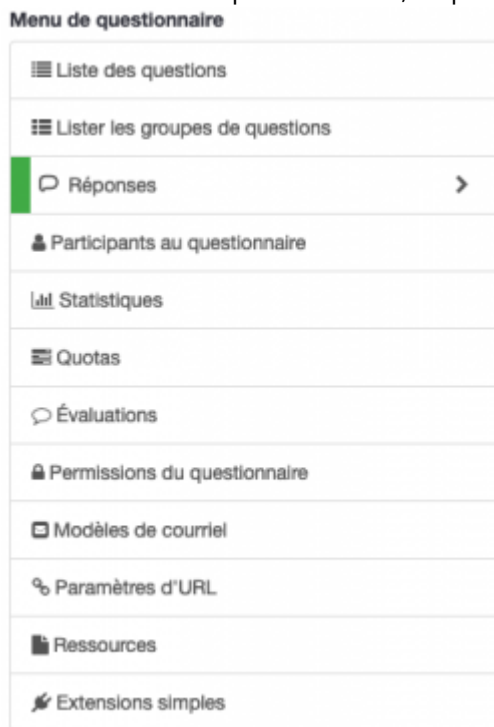 Menu de questionnaire
Liste des questions
Lister les groupes de questions
Réponses
Participants au questionnaire
Statistiques
Quotas
Évaluations
Permissions du questionnaire
Modèles de courriel
Paramètres d'URL
Ressources
Extensions simples